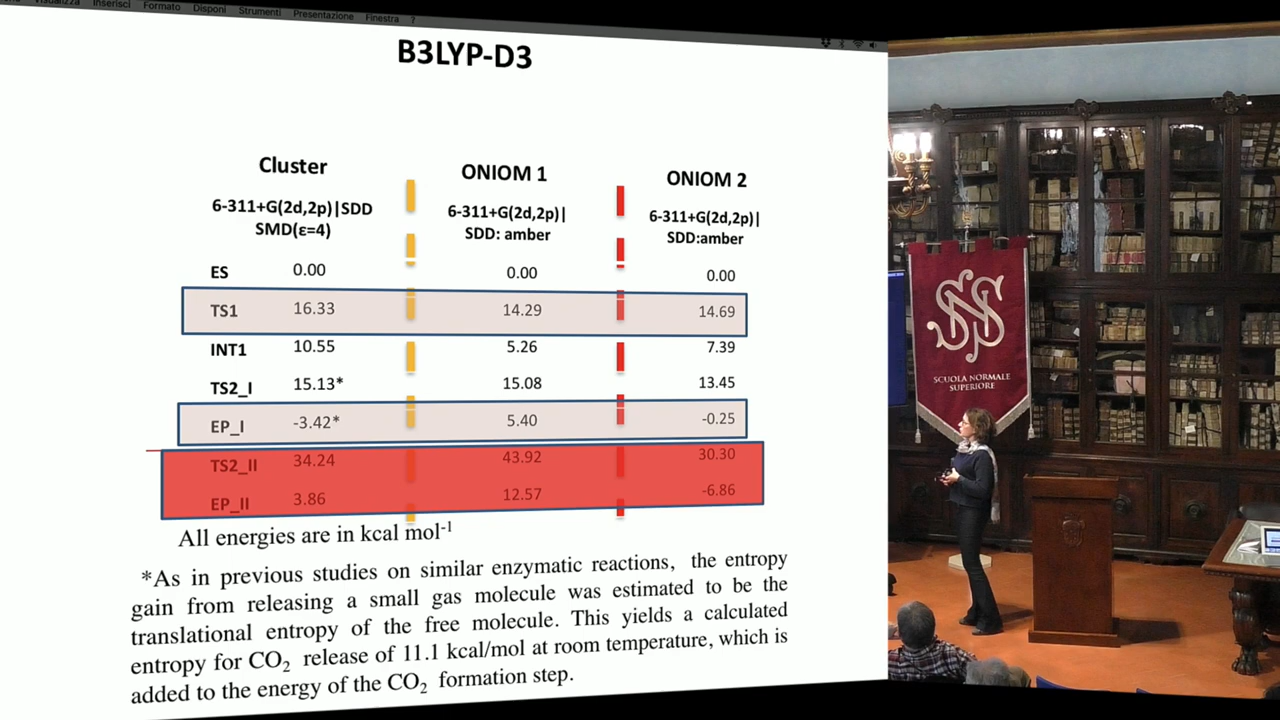 Visualizza Inserisci Formato Disponi Strumenti Presentazione Finestra ?
B3LYP-D3
Cluster ONIOM 1 ONIOM 2
6-311+G(2d,2p)|SDD 6-311+G(2d,2p)| 6-311+G(2d,2p)|
SMD(ε=4) SDD: amber SDD:amber
ES 0.00 0.00 0.00
TS1 16.33 14.29 14.69
INT1 10.55 5.26 7.39
TS2_I 15.13* 15.08 13.45
EP_I -3.42* 5.40 -0.25
TS2_II 34.24 43.92 30.30
EP_II 3.86 12.57 -6.86
All energies are in kcal mol-1
*As in previous studies on similar enzymatic reactions, the entropy
gain from releasing a small gas molecule was estimated to be the
translational entropy of the free molecule. This yields a calculated
entropy for CO2 release of 11.1 kcal/mol at room temperature, which is
added to the energy of the CO2 formation step.
SNS
SCUOLA NORMALE
SUPERIORE